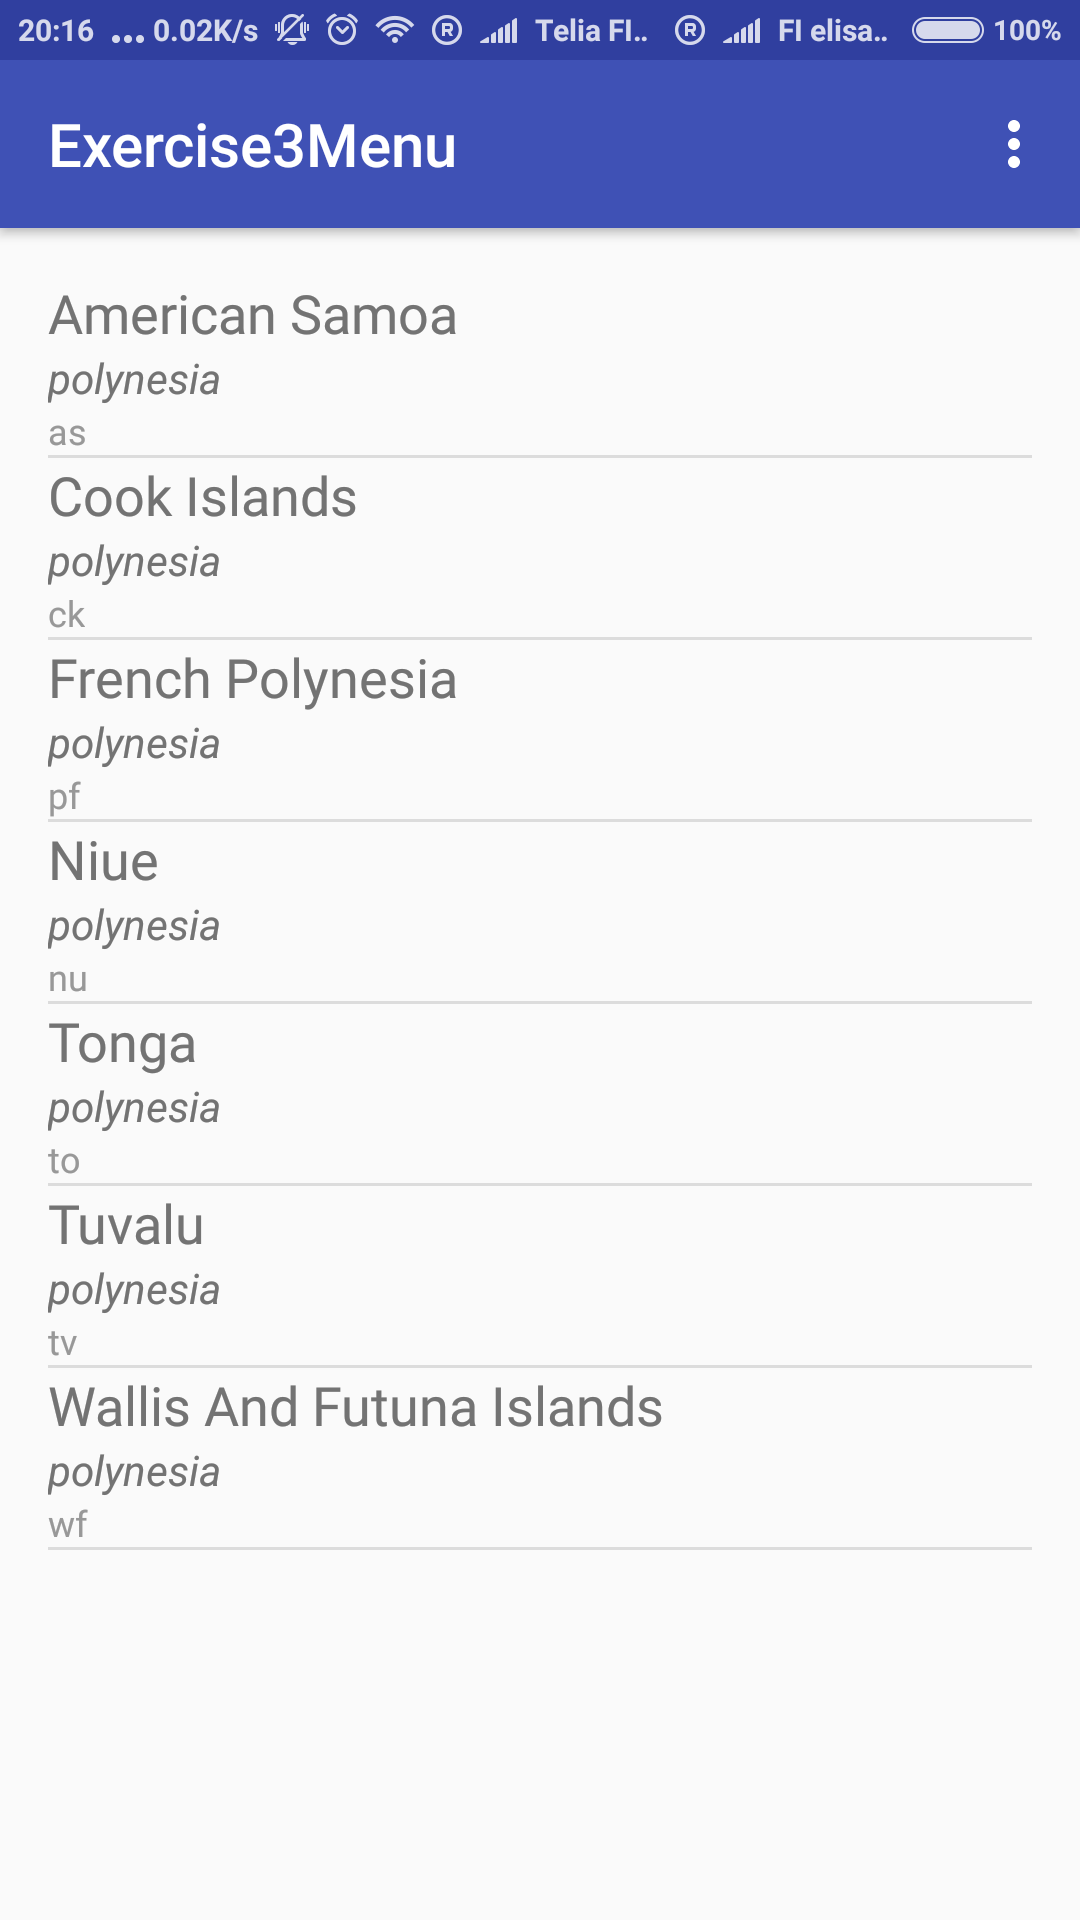 20:16 ... 0.02K/s R Telia FI.. R FI elisa.. 100%
Exercise3Menu
American Samoa
polynesia
as
Cook Islands
polynesia
ck
French Polynesia
polynesia
pf
Niue
polynesia
nu
Tonga
polynesia
to
Tuvalu
polynesia
tv
Wallis And Futuna Islands
polynesia
wf